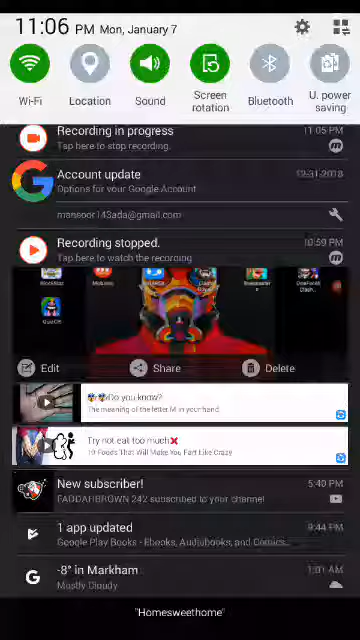 11:06 PM Mon, January 7
Wi-Fi
Location
Sound
Screen rotation
Bluetooth
U. power saving
Recording in progress 11:05 PM
Tap here to stop recording.
Account update 12-31-2018
Options for your Google Account
mansoor143ada@gmail.com
Recording stopped. 10:59 PM
Tap here to watch the recording
Edit
Share
Delete
Do you know?
The meaning of the letter M in your hand
Try not eat too much
10 Foods That Will Make You Fart Like Crazy
New subscriber! 5:40 PM
FADDAHBROWN 242 subscribed to your channel
1 app updated 9:44 PM
Google Play Books - Ebooks, Audiobooks, and Comics...
-8° in Markham 1:01 AM
Mostly Cloudy
"Homesweethome"